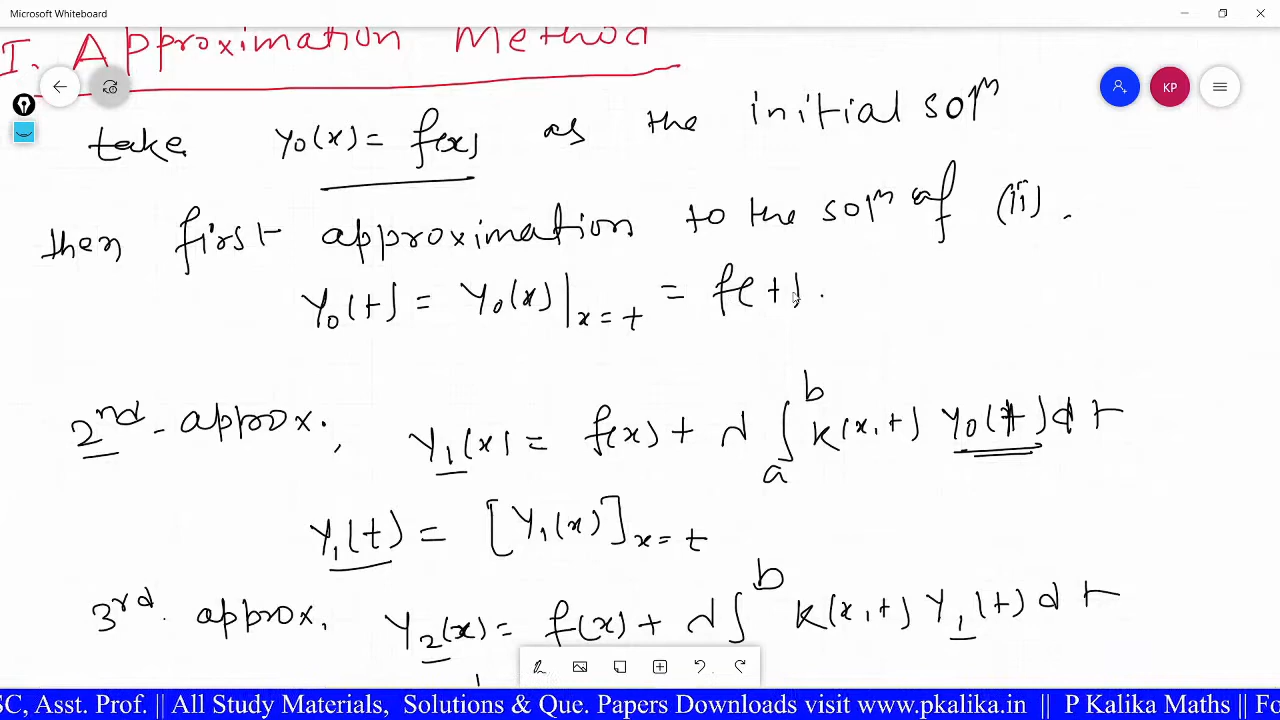 Microsoft Whiteboard
I. Approximation Method
KP
take y₀(x) = f(x) as the initial solⁿ
then first approximation to the solⁿ of (ii).
y₀(t) = y₀(x)|ₓ₌ₜ = f(t).
2nd - approx., y₁(x) = f(x) + λ ∫ₐᵇ k(x,t) y₀(t) dt
y₁(t) = [y₁(x)]ₓ₌ₜ
3rd approx. y₂(x) = f(x) + λ ∫ᵇ k(x,t) y₁(t) dt
SC, Asst. Prof. || All Study Materials, Solutions & Que. Papers Downloads visit www.pkalika.in || P Kalika Maths || Fo